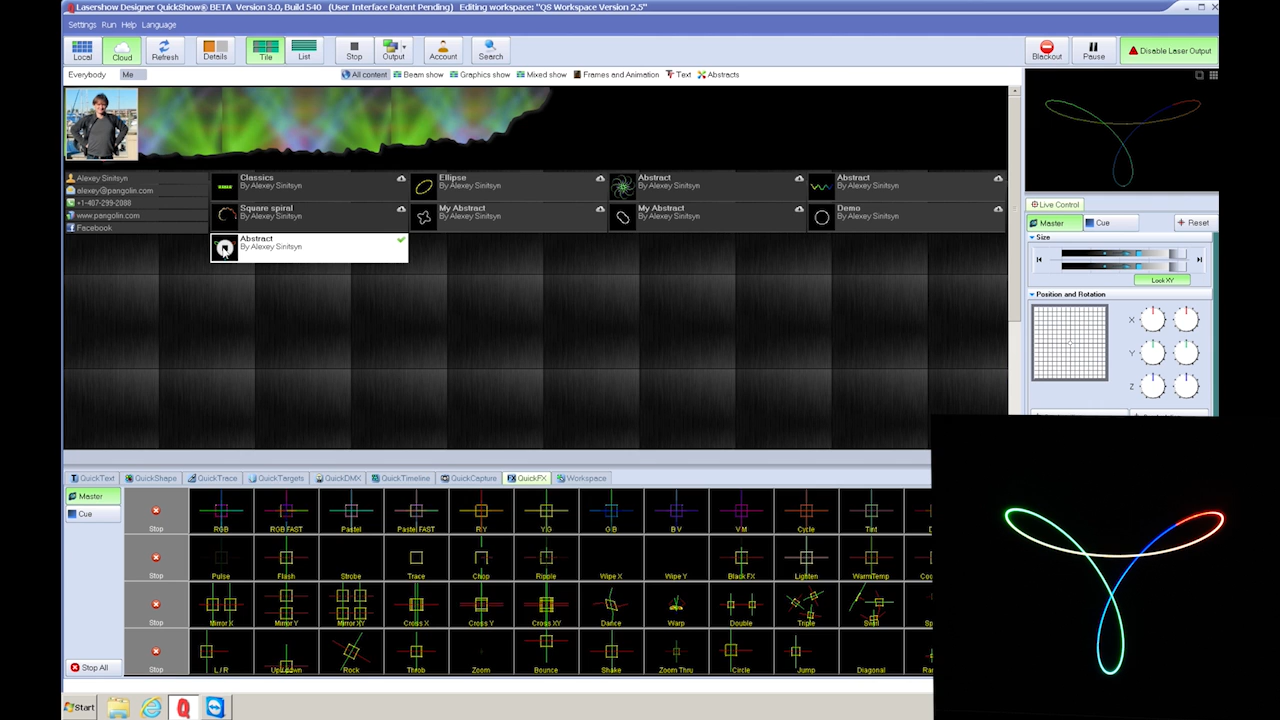 Lasershow Designer QuickShow® BETA Version 3.0, Build 540 (User Interface Patent Pending) Editing workspace: "QS Workspace Version 2.5"
Settings Run Help Language
Local Cloud Refresh Details Tile List Stop Output Account Search Blackout Pause Disable Laser Output
Everybody Me All content Beam show Graphics show Mixed show Frames and Animation Text Abstracts
Alexey Sinitsyn
alexey@pangolin.com
+1-407-299-2088
www.pangolin.com
Facebook
Classics
By Alexey Sinitsyn
Ellipse
By Alexey Sinitsyn
Abstract
By Alexey Sinitsyn
Abstract
By Alexey Sinitsyn
Square spiral
By Alexey Sinitsyn
My Abstract
By Alexey Sinitsyn
My Abstract
By Alexey Sinitsyn
Demo
By Alexey Sinitsyn
Abstract
By Alexey Sinitsyn
Live Control
Master Cue Reset
Size
Lock XY
Position and Rotation
X
Y
Z
QuickText QuickShape QuickTrace QuickTargets QuickDMX QuickTimeline QuickCapture QuickFX Workspace
Master
Cue
Stop RGB RGB FAST Pastel Pastel FAST R Y Y G G B B V V M Cycle Tint
Stop Pulse Flash Strobe Trace Chop Ripple Wipe X Wipe Y Black FX Lighten WarmTemp
Stop Mirror X Mirror Y Mirror XY Cross X Cross Y Cross XY Dance Warp Double Triple Swirl
Stop L / R Up/down Rock Throb Zoom Bounce Shake Zoom Thru Circle Jump Diagonal
Stop All
Start